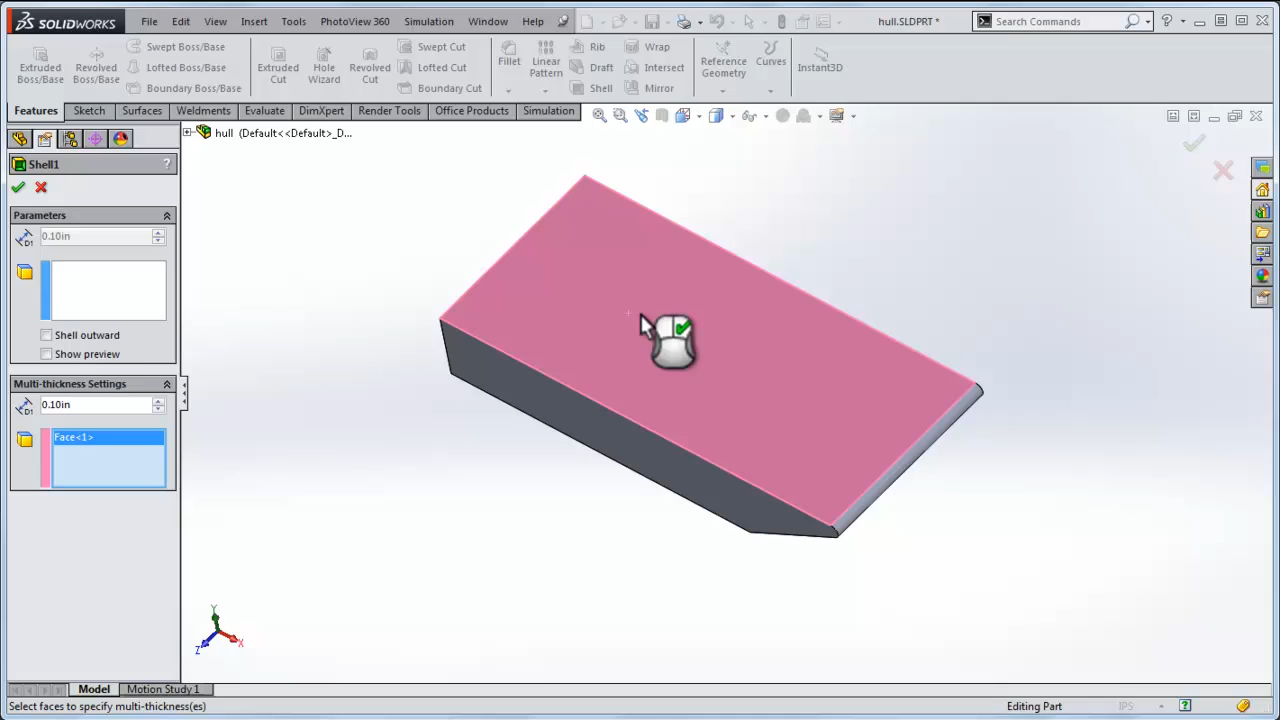 SOLIDWORKS File Edit View Insert Tools PhotoView 360 Simulation Window Help hull.SLDPRT * Search Commands ?
Extruded Boss/Base Revolved Boss/Base Swept Boss/Base Lofted Boss/Base Boundary Boss/Base Extruded Cut Hole Wizard Revolved Cut Swept Cut Lofted Cut Boundary Cut Fillet Linear Pattern Rib Draft Shell Wrap Intersect Mirror Reference Geometry Curves Instant3D
Features Sketch Surfaces Weldments Evaluate DimXpert Render Tools Office Products Simulation
hull (Default<<Default>_D...
Shell1 ?
Parameters
D1 0.10in
Shell outward
Show preview
Multi-thickness Settings
D1 0.10in
Face<1>
Y
X
Z
Model Motion Study 1
Select faces to specify multi-thickness(es) Editing Part IPS ?